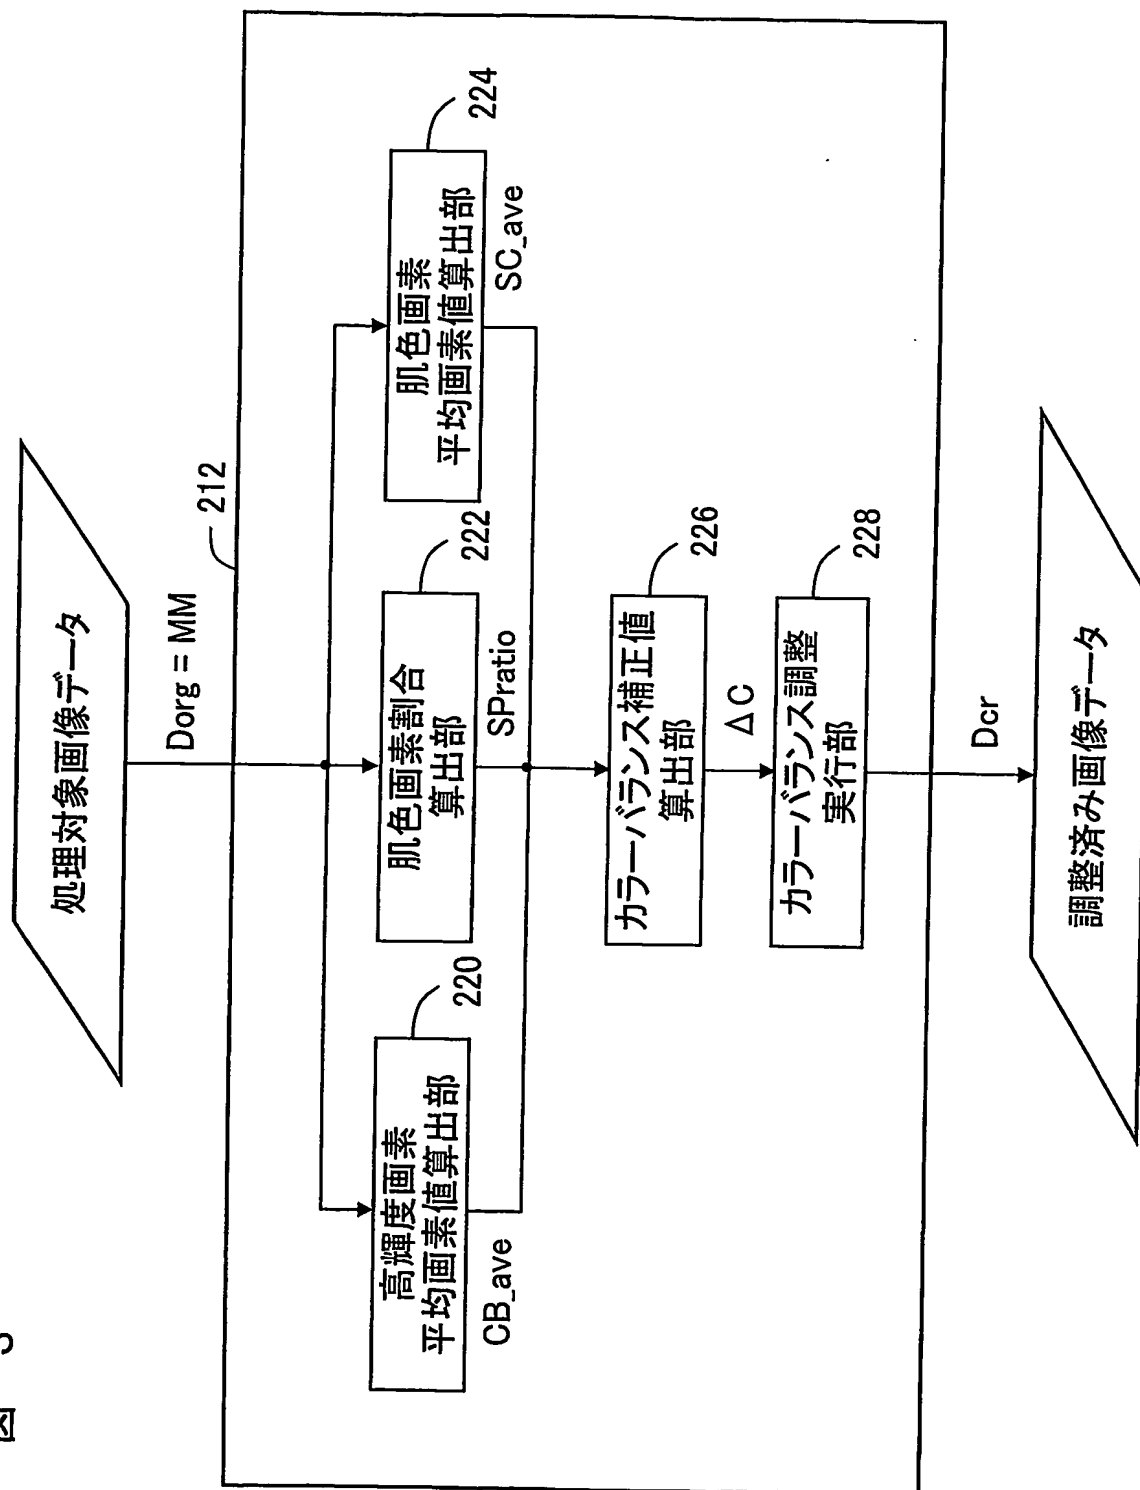 図
処理対象画像データ
Dorg = MM
212
高輝度画素
平均画素値算出部
220
CB_ave
肌色画素割合
算出部
222
SPratio
肌色画素
平均画素値算出部
224
SC_ave
カラーバランス補正値
算出部
226
ΔC
カラーバランス調整
実行部
228
Dcr
調整済み画像データ